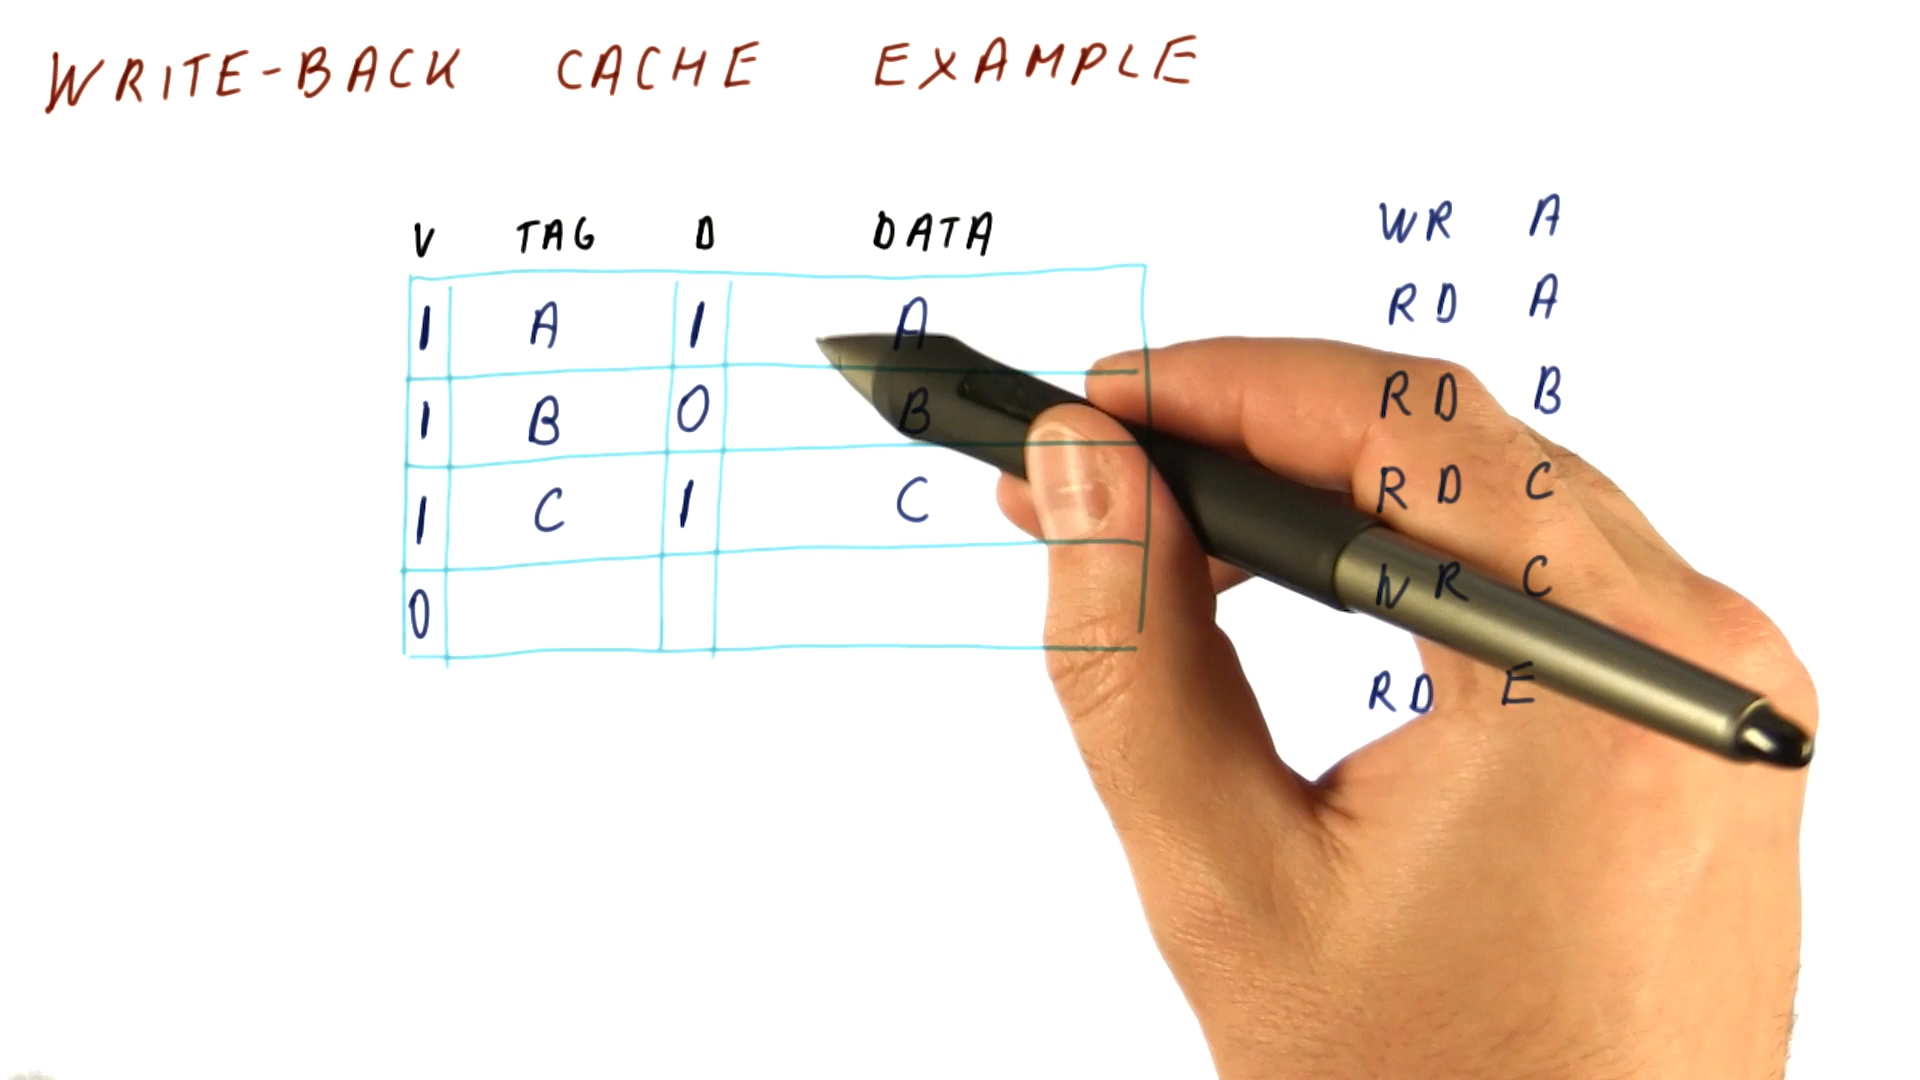 WRITE-BACK CACHE EXAMPLE
V TAG D DATA
1 A 1 A
1 B 0 B
1 C 1 C
0
WR A
RD A
RD B
RD C
WR C
RD E